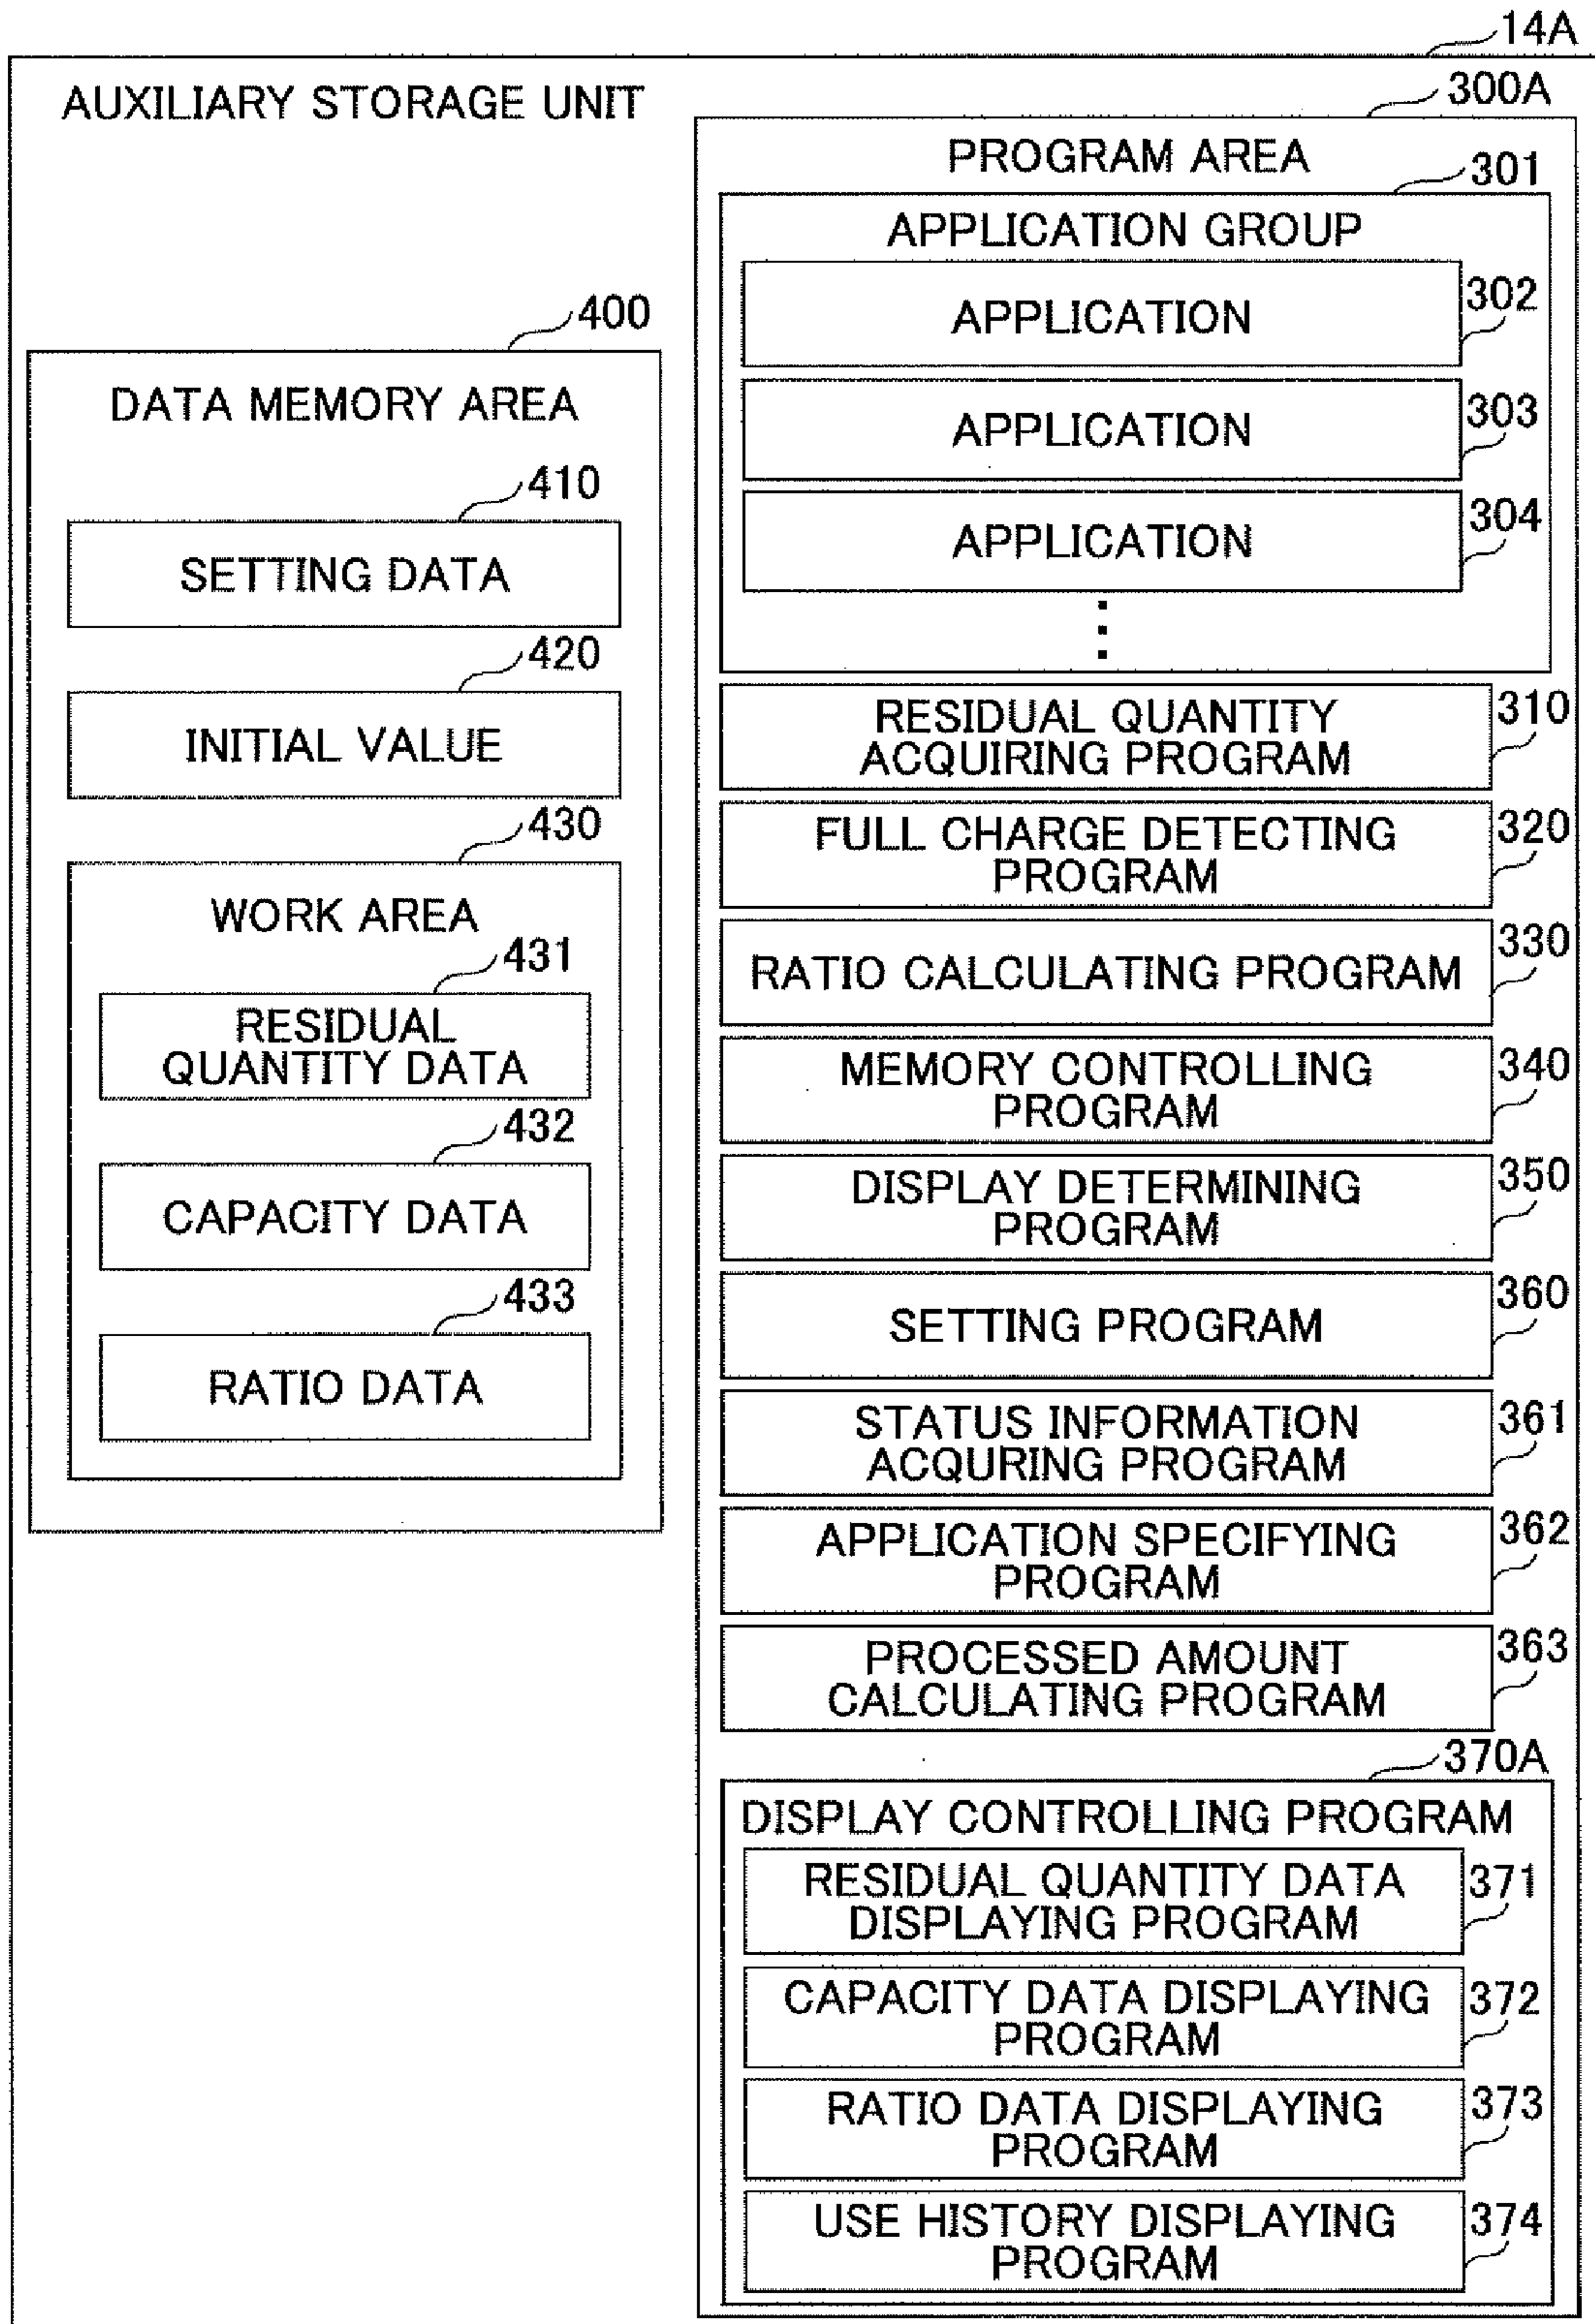 14A
AUXILIARY STORAGE UNIT
400
DATA MEMORY AREA
410
SETTING DATA
420
INITIAL VALUE
430
WORK AREA
431
RESIDUAL
QUANTITY DATA
432
CAPACITY DATA
433
RATIO DATA
300A
PROGRAM AREA
301
APPLICATION GROUP
302
APPLICATION
303
APPLICATION
304
APPLICATION
310
RESIDUAL QUANTITY
ACQUIRING PROGRAM
320
FULL CHARGE DETECTING
PROGRAM
330
RATIO CALCULATING PROGRAM
340
MEMORY CONTROLLING
PROGRAM
350
DISPLAY DETERMINING
PROGRAM
360
SETTING PROGRAM
361
STATUS INFORMATION
ACQURING PROGRAM
362
APPLICATION SPECIFYING
PROGRAM
363
PROCESSED AMOUNT
CALCULATING PROGRAM
370A
DISPLAY CONTROLLING PROGRAM
371
RESIDUAL QUANTITY DATA
DISPLAYING PROGRAM
372
CAPACITY DATA DISPLAYING
PROGRAM
373
RATIO DATA DISPLAYING
PROGRAM
374
USE HISTORY DISPLAYING
PROGRAM